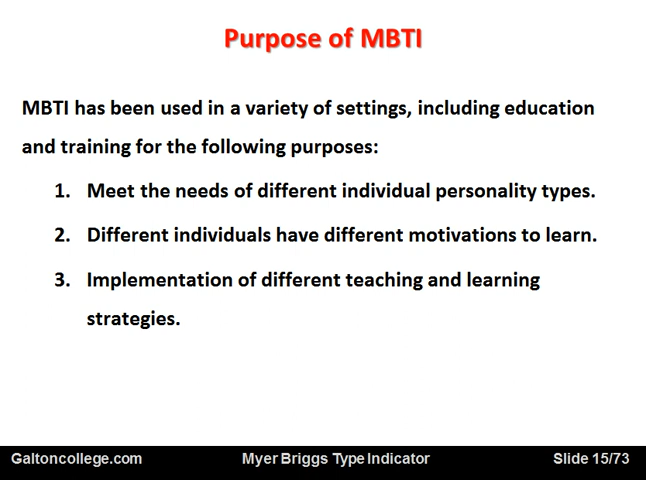 Purpose of MBTI
MBTI has been used in a variety of settings, including education
and training for the following purposes:
1. Meet the needs of different individual personality types.
2. Different individuals have different motivations to learn.
3. Implementation of different teaching and learning
strategies.
Galtoncollege.com Myer Briggs Type Indicator Slide 15/73